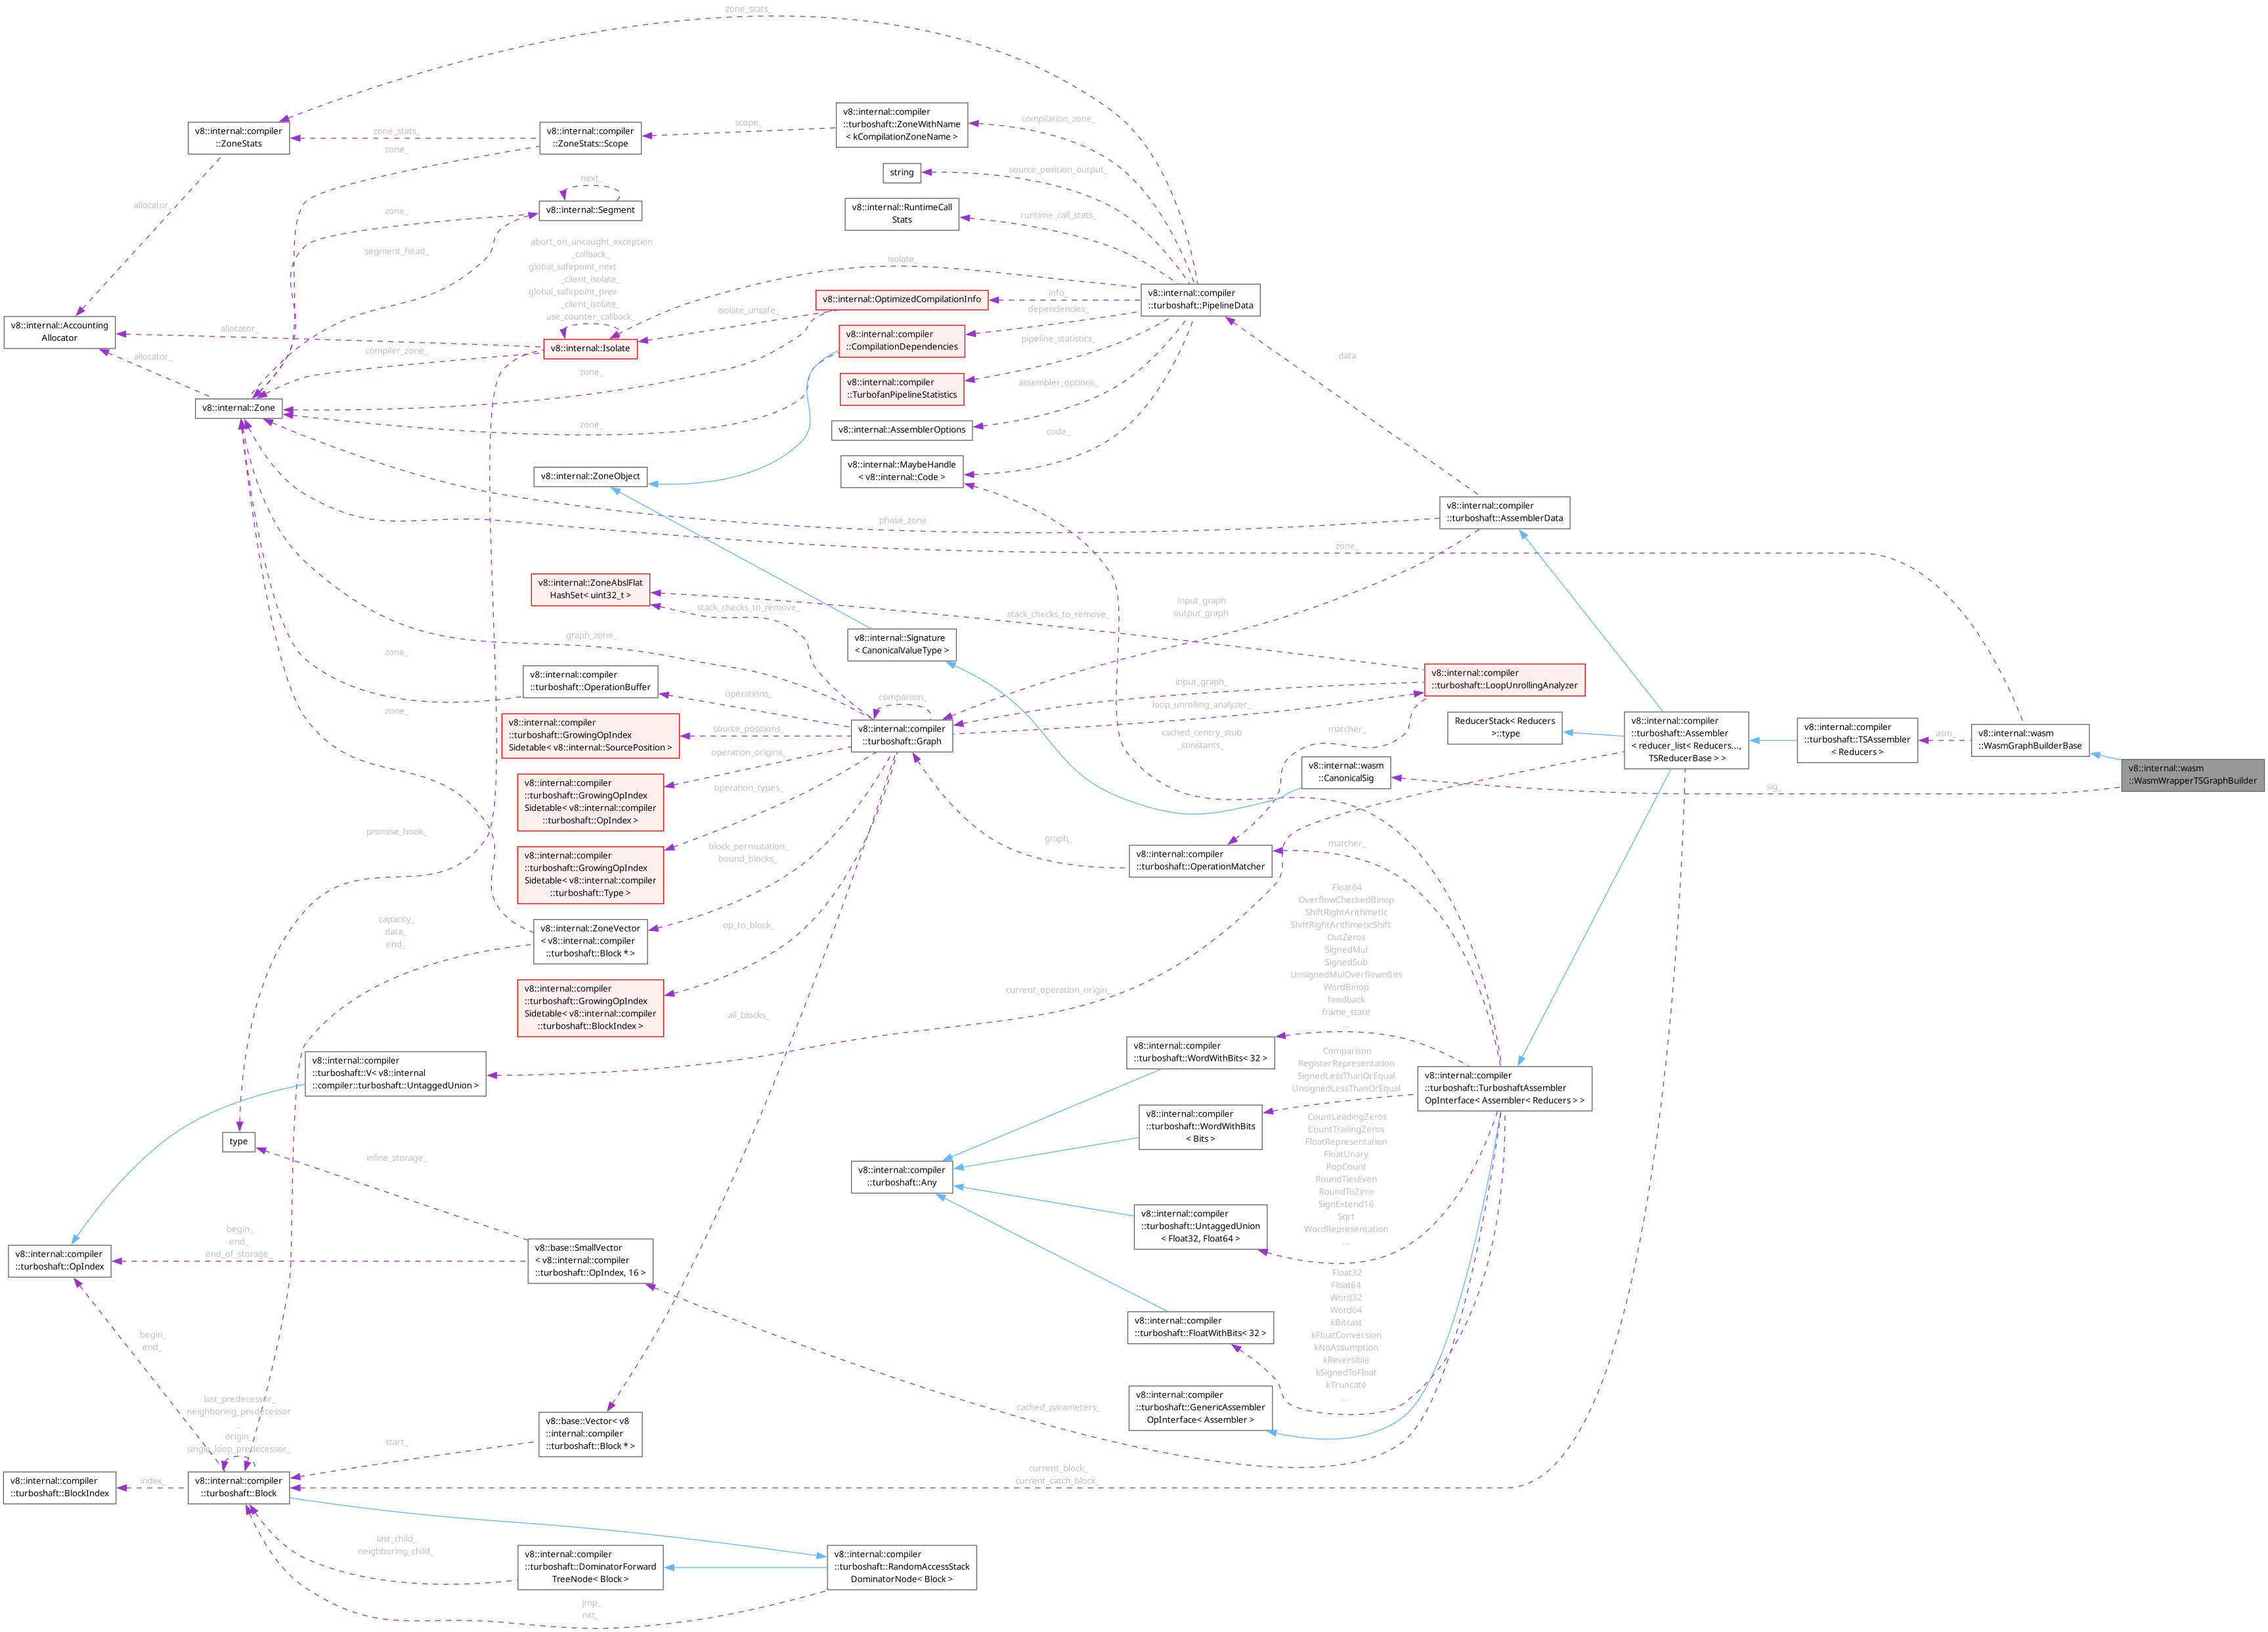 zone_stats_
v8::internal::compiler
::ZoneStats
zone_stats_
v8::internal::compiler
::ZoneStats::Scope
scope_
v8::internal::compiler
::turboshaft::ZoneWithName
< kCompilationZoneName >
compilation_zone_
zone_
string
source_position_output_
allocator_
next_
v8::internal::Segment
zone_
segment_head_
v8::internal::RuntimeCall
Stats
runtime_call_stats_
abort_on_uncaught_exception
_callback_
global_safepoint_next
_client_isolate_
global_safepoint_prev
_client_isolate_
use_counter_callback_
isolate_
v8::internal::compiler
::turboshaft::PipelineData
v8::internal::OptimizedCompilationInfo
info_
isolate_unsafe_
dependencies_
v8::internal::Accounting
Allocator
allocator_
v8::internal::Isolate
v8::internal::compiler
::CompilationDependencies
pipeline_statistics_
data
allocator_
compiler_zone_
zone_
v8::internal::compiler
::TurbofanPipelineStatistics
assembler_options_
v8::internal::Zone
zone_
v8::internal::AssemblerOptions
code_
v8::internal::ZoneObject
v8::internal::MaybeHandle
< v8::internal::Code >
v8::internal::compiler
::turboshaft::AssemblerData
phase_zone
zone_
v8::internal::ZoneAbslFlat
HashSet< uint32_t >
stack_checks_to_remove_
stack_checks_to_remove_
input_graph
output_graph
graph_zone_
v8::internal::Signature
< CanonicalValueType >
zone_
v8::internal::compiler
::turboshaft::OperationBuffer
operations_
companion_
input_graph_
loop_unrolling_analyzer_
v8::internal::compiler
::turboshaft::LoopUnrollingAnalyzer
zone_
v8::internal::compiler
::turboshaft::GrowingOpIndex
Sidetable< v8::internal::SourcePosition >
source_positions_
v8::internal::compiler
::turboshaft::Graph
cached_centry_stub
_constants_
matcher_
ReducerStack< Reducers
>::type
v8::internal::compiler
::turboshaft::Assembler
< reducer_list< Reducers...,
TSReducerBase > >
v8::internal::compiler
::turboshaft::TSAssembler
< Reducers >
asm_
v8::internal::wasm
::WasmGraphBuilderBase
v8::internal::wasm
::WasmWrapperTSGraphBuilder
operation_origins_
v8::internal::wasm
::CanonicalSig
sig_
v8::internal::compiler
::turboshaft::GrowingOpIndex
Sidetable< v8::internal::compiler
::turboshaft::OpIndex >
operation_types_
promise_hook_
graph_
matcher_
v8::internal::compiler
::turboshaft::OperationMatcher
v8::internal::compiler
::turboshaft::GrowingOpIndex
Sidetable< v8::internal::compiler
::turboshaft::Type >
block_permutation_
bound_blocks_
capacity_
data_
end_
v8::internal::ZoneVector
< v8::internal::compiler
::turboshaft::Block * >
op_to_block_
Float64
OverflowCheckedBinop
ShiftRightArithmetic
ShiftRightArithmeticShift
OutZeros
SignedMul
SignedSub
UnsignedMulOverflownBits
WordBinop
feedback
frame_state
...
v8::internal::compiler
::turboshaft::GrowingOpIndex
Sidetable< v8::internal::compiler
::turboshaft::BlockIndex >
all_blocks_
current_operation_origin_
v8::internal::compiler
::turboshaft::V< v8::internal
::compiler::turboshaft::UntaggedUnion >
v8::internal::compiler
::turboshaft::WordWithBits< 32 >
Comparison
RegisterRepresentation
SignedLessThanOrEqual
UnsignedLessThanOrEqual
v8::internal::compiler
::turboshaft::TurboshaftAssembler
OpInterface< Assembler< Reducers > >
type
inline_storage_
v8::internal::compiler
::turboshaft::WordWithBits
< Bits >
CountLeadingZeros
CountTrailingZeros
FloatRepresentation
FloatUnary
PopCount
RoundTiesEven
RoundToZero
SignExtend16
Sqrt
WordRepresentation
...
v8::internal::compiler
::turboshaft::Any
v8::internal::compiler
::turboshaft::UntaggedUnion
< Float32, Float64 >
v8::internal::compiler
::turboshaft::OpIndex
begin_
end_
end_of_storage_
v8::base::SmallVector
< v8::internal::compiler
::turboshaft::OpIndex, 16 >
begin_
end_
v8::internal::compiler
::turboshaft::FloatWithBits< 32 >
Float32
Float64
Word32
Word64
kBitcast
kFloatConversion
kNoAssumption
kReversible
kSignedToFloat
kTruncate
...
last_predecessor_
neighboring_predecessor
_
origin_
single_loop_predecessor_
v8::internal::compiler
::turboshaft::GenericAssembler
OpInterface< Assembler >
cached_parameters_
start_
v8::base::Vector< v8
::internal::compiler
::turboshaft::Block * >
v8::internal::compiler
::turboshaft::BlockIndex
index_
v8::internal::compiler
::turboshaft::Block
current_block_
current_catch_block_
last_child_
neighboring_child_
v8::internal::compiler
::turboshaft::DominatorForward
TreeNode< Block >
v8::internal::compiler
::turboshaft::RandomAccessStack
DominatorNode< Block >
jmp_
nxt_